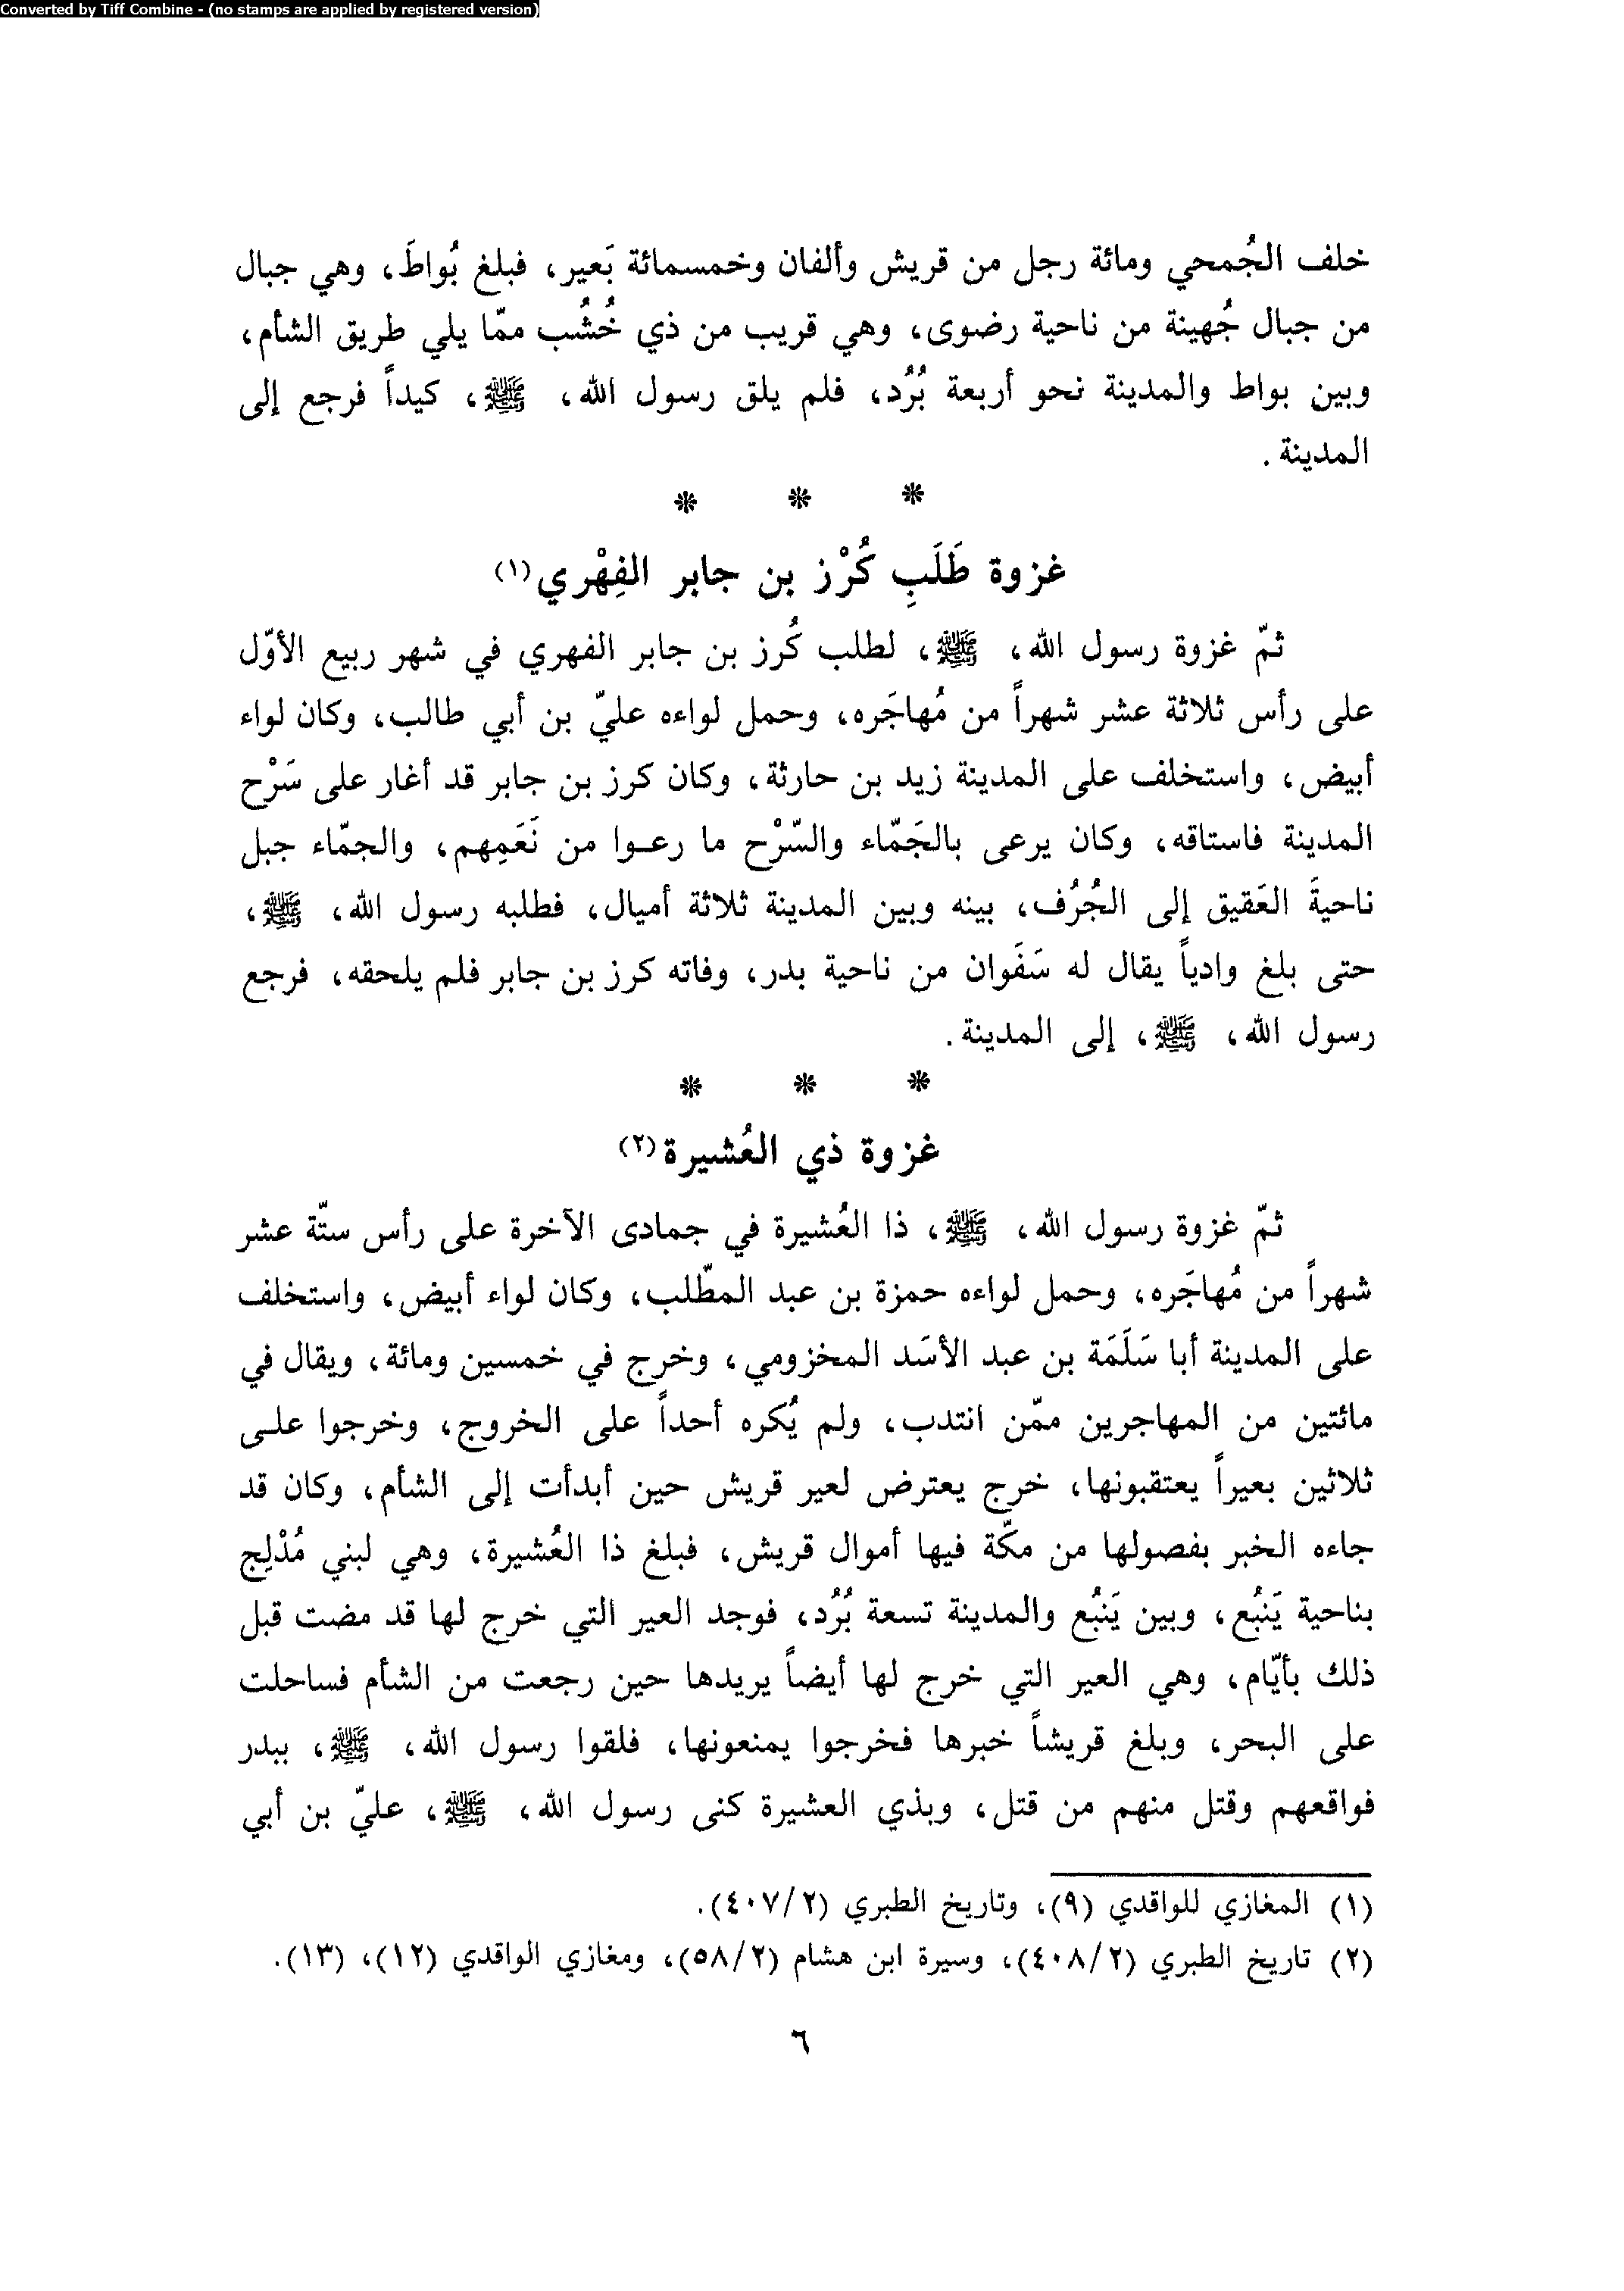 Converted by Tiff Combine - (no stamps are applied by registered version)
خلف الجُمحي ومائة رجل من قريش وألفان وخمسمائة بَعير، فبلغ بُواطَ، وهي جبال
من جبال جُهينة من ناحية رضوى، وهي قريب من ذي خُشُب ممّا يلي طريق الشأم،
وبين بواط والمدينة نحو أربعة بُرُد، فلم يلق رسول الله، ﷺ، كيداً فرجع إلى
المدينة.
* * *
غزوة طَلَبِ كُرْز بن جابر الفِهْري(١)
ثمّ غزوة رسول الله، ﷺ، لطلب كُرز بن جابر الفهري في شهر ربيع الأوّل
على رأس ثلاثة عشر شهراً من مُهاجَره، وحمل لواءه عليّ بن أبي طالب، وكان لواء
أبيض، واستخلف على المدينة زيد بن حارثة، وكان كرز بن جابر قد أغار على سَرْح
المدينة فاستاقه، وكان يرعى بالجَمّاء والسّرْح ما رعوا من نَعَمِهم، والجمّاء جبل
ناحيةَ العَقيق إلى الجُرُف، بينه وبين المدينة ثلاثة أميال، فطلبه رسول الله، ﷺ،
حتى بلغ وادياً يقال له سَفَوان من ناحية بدر، وفاته كرز بن جابر فلم يلحقه، فرجع
رسول الله، ﷺ، إلى المدينة.
* * *
غزوة ذي العُشيرة(٢)
ثمّ غزوة رسول الله، ﷺ، ذا العُشيرة في جمادى الآخرة على رأس ستّة عشر
شهراً من مُهاجَره، وحمل لواءه حمزة بن عبد المطّلب، وكان لواء أبيض، واستخلف
على المدينة أبا سَلَمَة بن عبد الأسَد المخزومي، وخرج في خمسين ومائة، ويقال في
مائتين من المهاجرين ممّن انتدب، ولم يُكره أحداً على الخروج، وخرجوا على
ثلاثين بعيراً يعتقبونها، خرج يعترض لعير قريش حين أبدأت إلى الشأم، وكان قد
جاءه الخبر بفصولها من مكّة فيها أموال قريش، فبلغ ذا العُشيرة، وهي لبني مُدْلِج
بناحية يَنبُع، وبين يَنبُع والمدينة تسعة بُرُد، فوجد العير التي خرج لها قد مضت قبل
ذلك بأيّام، وهي العير التي خرج لها أيضاً يريدها حين رجعت من الشأم فساحلت
على البحر، وبلغ قريشاً خبرها فخرجوا يمنعونها، فلقوا رسول الله، ﷺ، ببدر
فواقعهم وقتل منهم من قتل، وبذي العشيرة كنى رسول الله، ﷺ، عليّ بن أبي
(١) المغازي للواقدي (٩)، وتاريخ الطبري (٤٠٧/٢).
(٢) تاريخ الطبري (٤٠٨/٢)، وسيرة ابن هشام (٥٨/٢)، ومغازي الواقدي (١٢)، (١٣).
٦